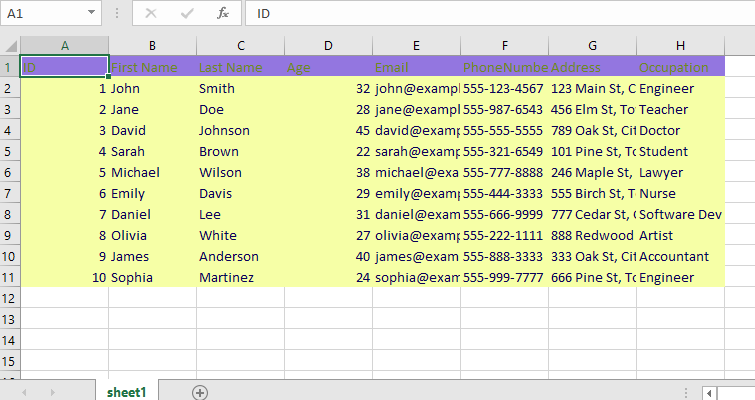 A1 fx ID
A B C D E F G H
1 ID First Name Last Name Age Email PhoneNumbe Address Occupation
2 1 John Smith 32 john@exampl 555-123-4567 123 Main St, C Engineer
3 2 Jane Doe 28 jane@exampl 555-987-6543 456 Elm St, To Teacher
4 3 David Johnson 45 david@examp 555-555-5555 789 Oak St, Cit Doctor
5 4 Sarah Brown 22 sarah@examp 555-321-6549 101 Pine St, To Student
6 5 Michael Wilson 38 michael@exa 555-777-8888 246 Maple St, Lawyer
7 6 Emily Davis 29 emily@examp 555-444-3333 555 Birch St, T Nurse
8 7 Daniel Lee 31 daniel@exam 555-666-9999 777 Cedar St, Software Dev
9 8 Olivia White 27 olivia@examp 555-222-1111 888 Redwood Artist
10 9 James Anderson 40 james@exam 555-888-3333 333 Oak St, Cit Accountant
11 10 Sophia Martinez 24 sophia@exam 555-999-7777 666 Pine St, To Engineer
12
13
14
15
sheet1